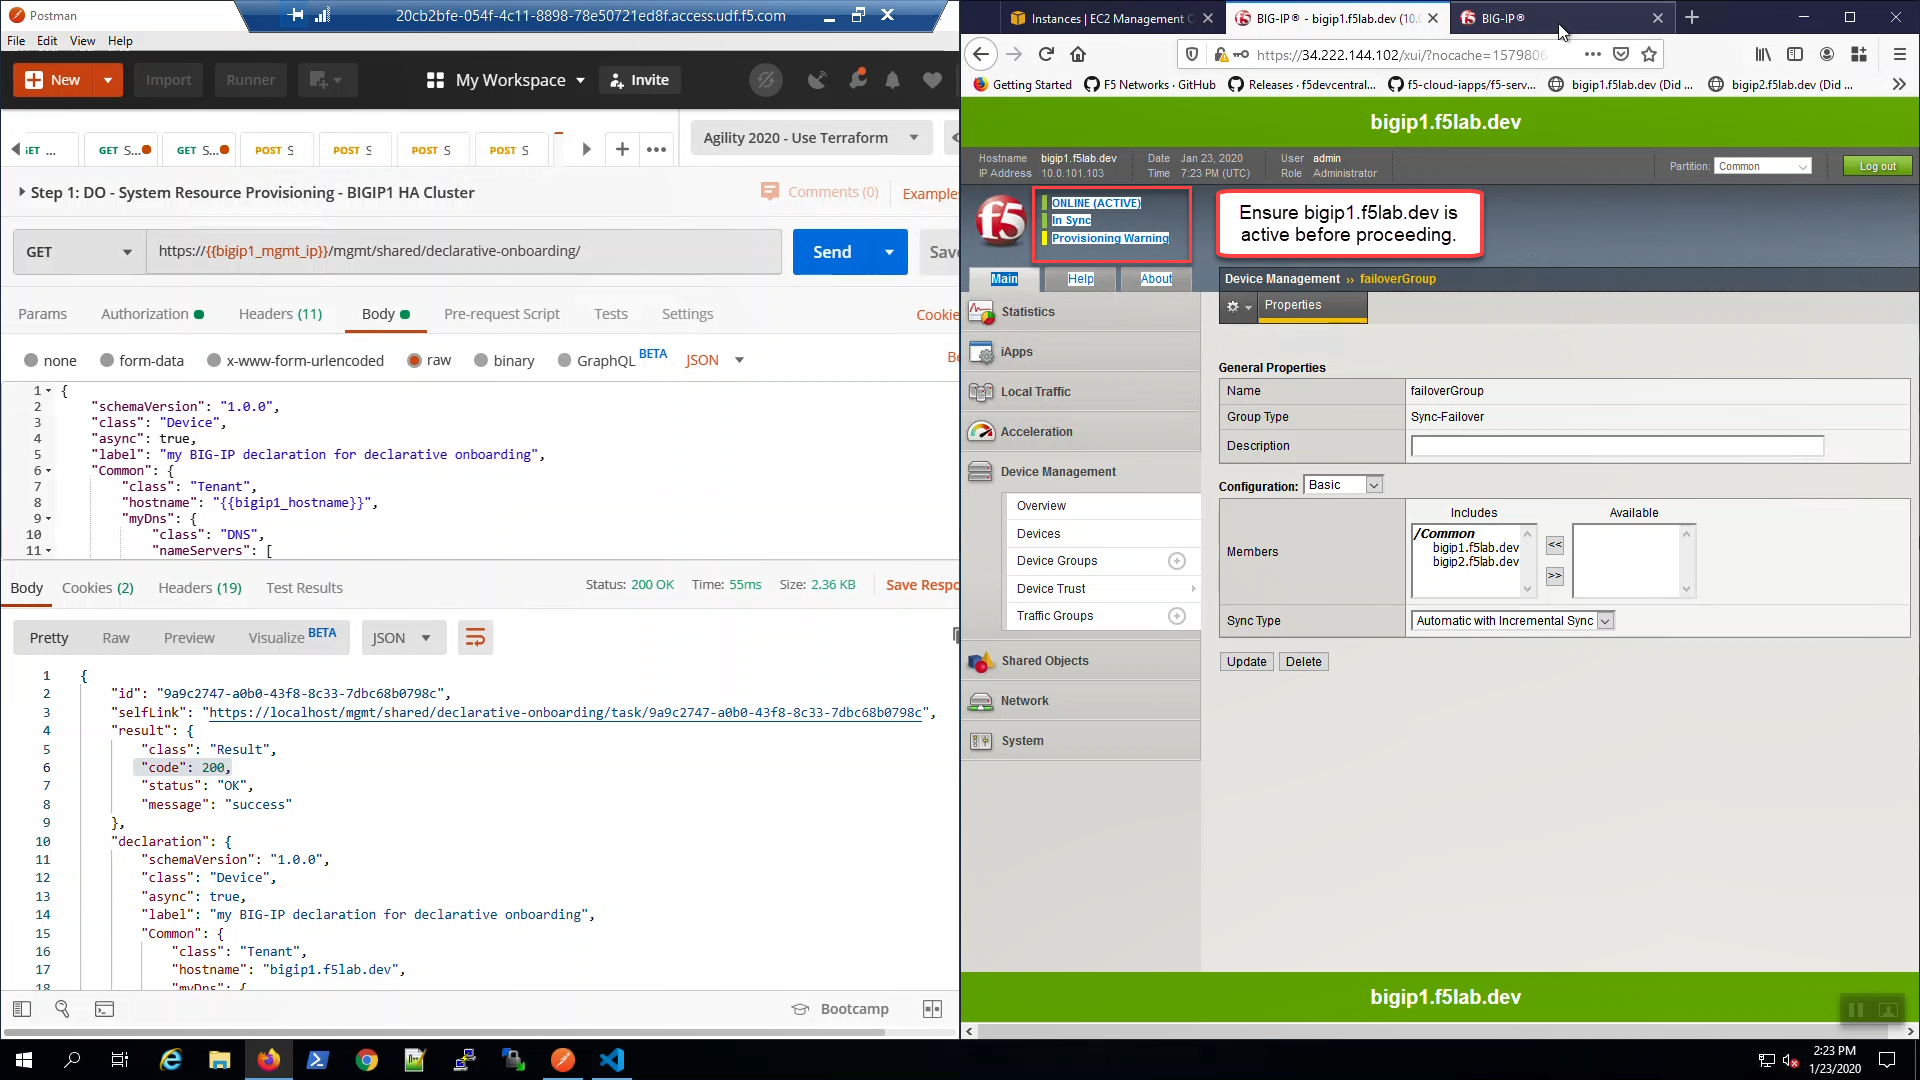 Postman
20cb2bfe-054f-4c11-8898-78e50721ed8f.access.udf.f5.com
File Edit View Help
New
Import
Runner
My Workspace
Invite
GET S...
GET S...
POST S
POST S
POST S
POST S
Agility 2020 - Use Terraform
Step 1: DO - System Resource Provisioning - BIGIP1 HA Cluster
Comments (0)
Examples
GET
https://{{bigip1_mgmt_ip}}/mgmt/shared/declarative-onboarding/
Send
Save
Params
Authorization
Headers (11)
Body
Pre-request Script
Tests
Settings
Cookie
none
form-data
x-www-form-urlencoded
raw
binary
GraphQL BETA
JSON
Be
1 {
2 "schemaVersion": "1.0.0",
3 "class": "Device",
4 "async": true,
5 "label": "my BIG-IP declaration for declarative onboarding",
6 "Common": {
7 "class": "Tenant",
8 "hostname": "{{bigip1_hostname}}",
9 "myDns": {
10 "class": "DNS",
11 "nameServers": [
Body
Cookies (2)
Headers (19)
Test Results
Status: 200 OK
Time: 55ms
Size: 2.36 KB
Save Respo
Pretty
Raw
Preview
Visualize BETA
JSON
1 {
2 "id": "9a9c2747-a0b0-43f8-8c33-7dbc68b0798c",
3 "selfLink": "https://localhost/mgmt/shared/declarative-onboarding/task/9a9c2747-a0b0-43f8-8c33-7dbc68b0798c",
4 "result": {
5 "class": "Result",
6 "code": 200,
7 "status": "OK",
8 "message": "success"
9 },
10 "declaration": {
11 "schemaVersion": "1.0.0",
12 "class": "Device",
13 "async": true,
14 "label": "my BIG-IP declaration for declarative onboarding",
15 "Common": {
16 "class": "Tenant",
17 "hostname": "bigip1.f5lab.dev",
18 "myDns": {
Bootcamp
Instances | EC2 Management C
BIG-IP® - bigip1.f5lab.dev (10.0
BIG-IP®
https://34.222.144.102/xui/?nocache=1579806
Getting Started
F5 Networks · GitHub
Releases · f5devcentral...
f5-cloud-iapps/f5-serv...
bigip1.f5lab.dev (Did ...
bigip2.f5lab.dev (Did ...
bigip1.f5lab.dev
Hostname bigip1.f5lab.dev
IP Address 10.0.101.103
Date Jan 23, 2020
Time 7:23 PM (UTC)
User admin
Role Administrator
Partition: Common
Log out
f5
ONLINE (ACTIVE)
In Sync
Provisioning Warning
Ensure bigip1.f5lab.dev is
active before proceeding.
Main
Help
About
Device Management ›› failoverGroup
Properties
Statistics
iApps
Local Traffic
Acceleration
Device Management
Overview
Devices
Device Groups
Device Trust
Traffic Groups
Shared Objects
Network
System
General Properties
Name failoverGroup
Group Type Sync-Failover
Description
Configuration: Basic
Members
Includes
/Common
bigip1.f5lab.dev
bigip2.f5lab.dev
<<
>>
Available
Sync Type Automatic with Incremental Sync
Update
Delete
bigip1.f5lab.dev
2:23 PM
1/23/2020